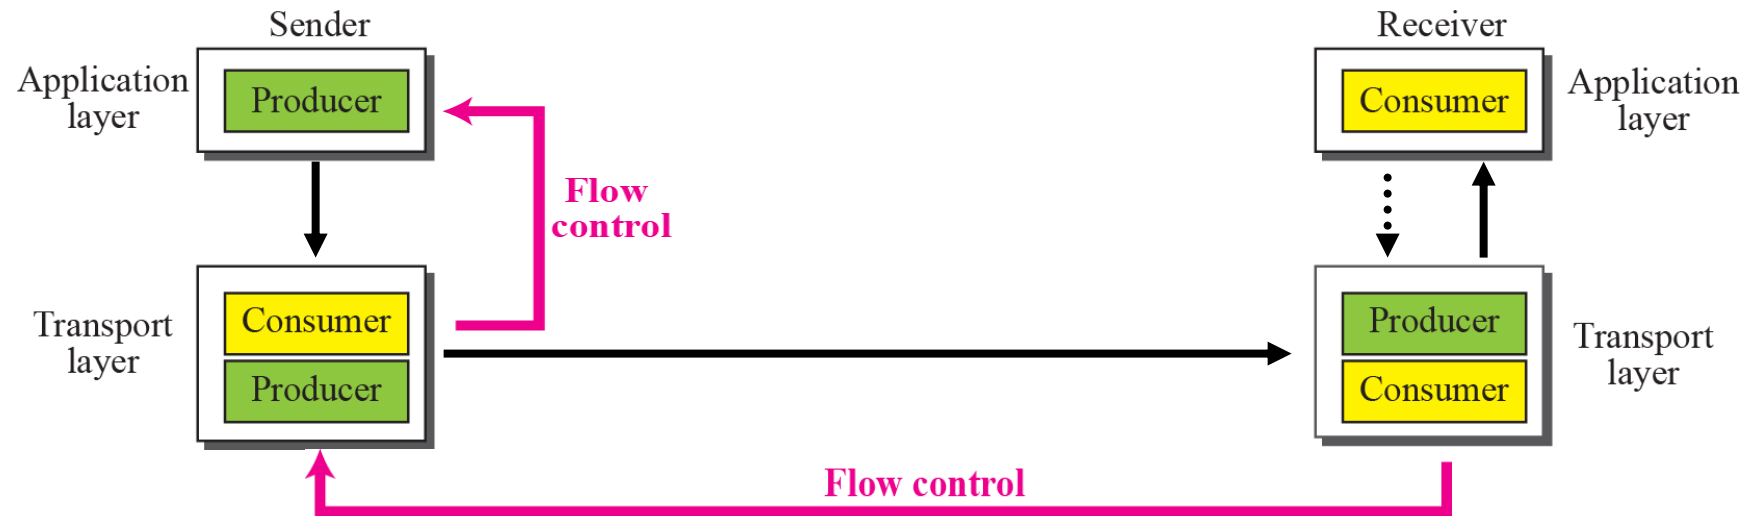 Sender
Receiver
Application
layer
Producer
Consumer
Application
layer
Flow
control
Transport
layer
Consumer
Producer
Producer
Consumer
Transport
layer
Flow control